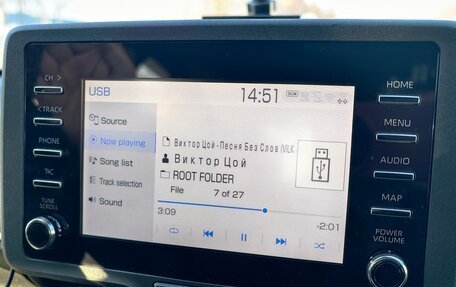 USB 14:51 DCM
CH >
HOME
< TRACK
Source
Now playing
Виктор Цой-Песня Без Слов (VILK
MENU
PHONE
Song list
Виктор Цой
AUDIO
Track selection
ROOT FOLDER
File 7 of 27
MAP
Sound
3:09 -2:01
TUNE
SCROLL
POWER
VOLUME